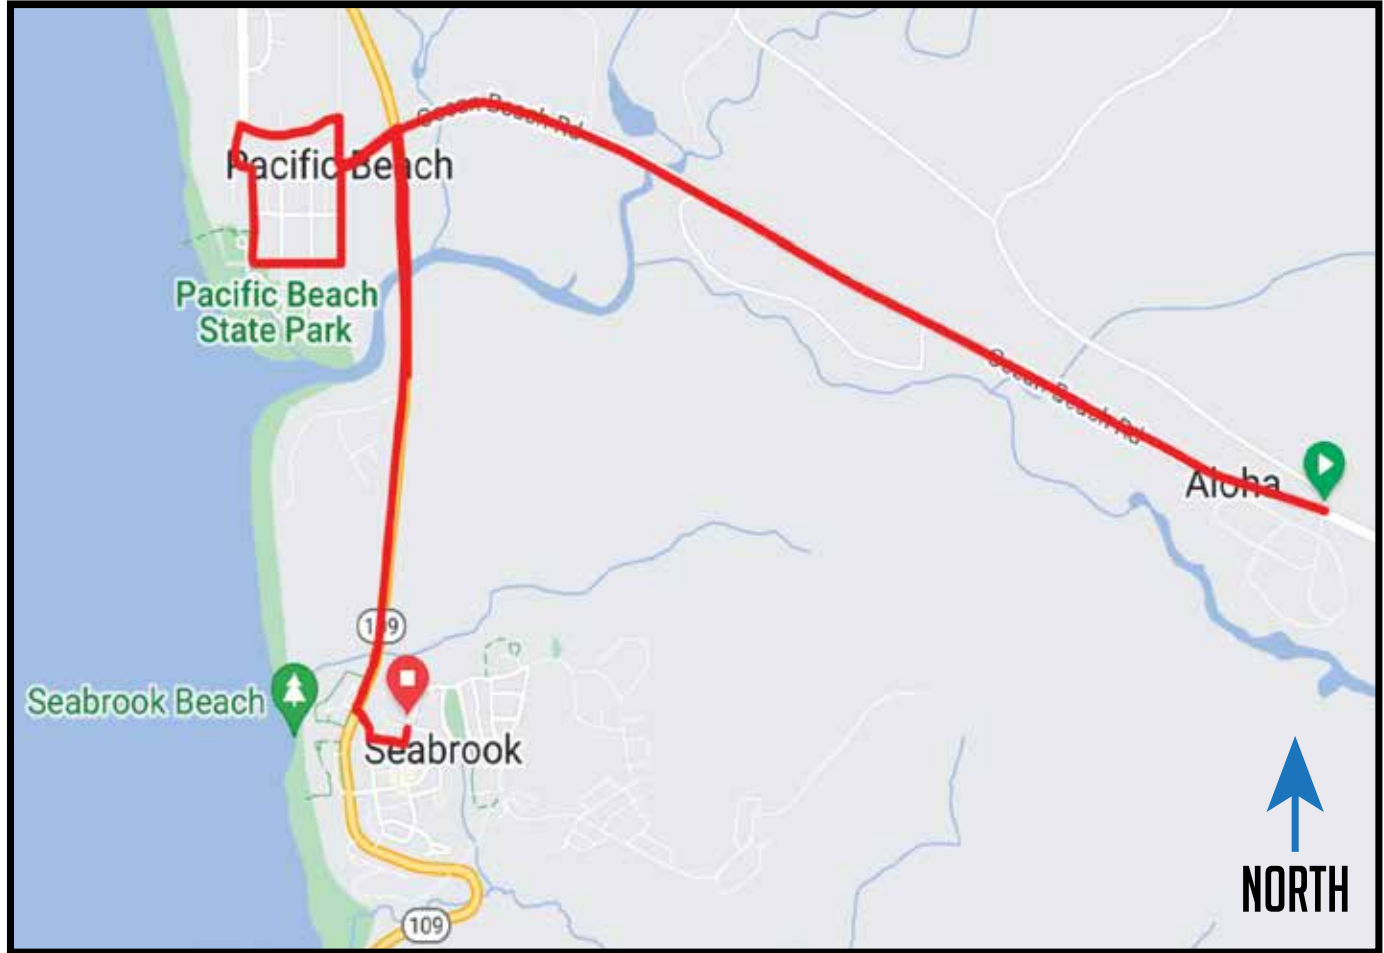 Ocean Beach Rd
Pacific Beach
Pacific Beach
State Park
Ocean Beach Rd
Aloha
109
Seabrook Beach
Seabrook
109
NORTH